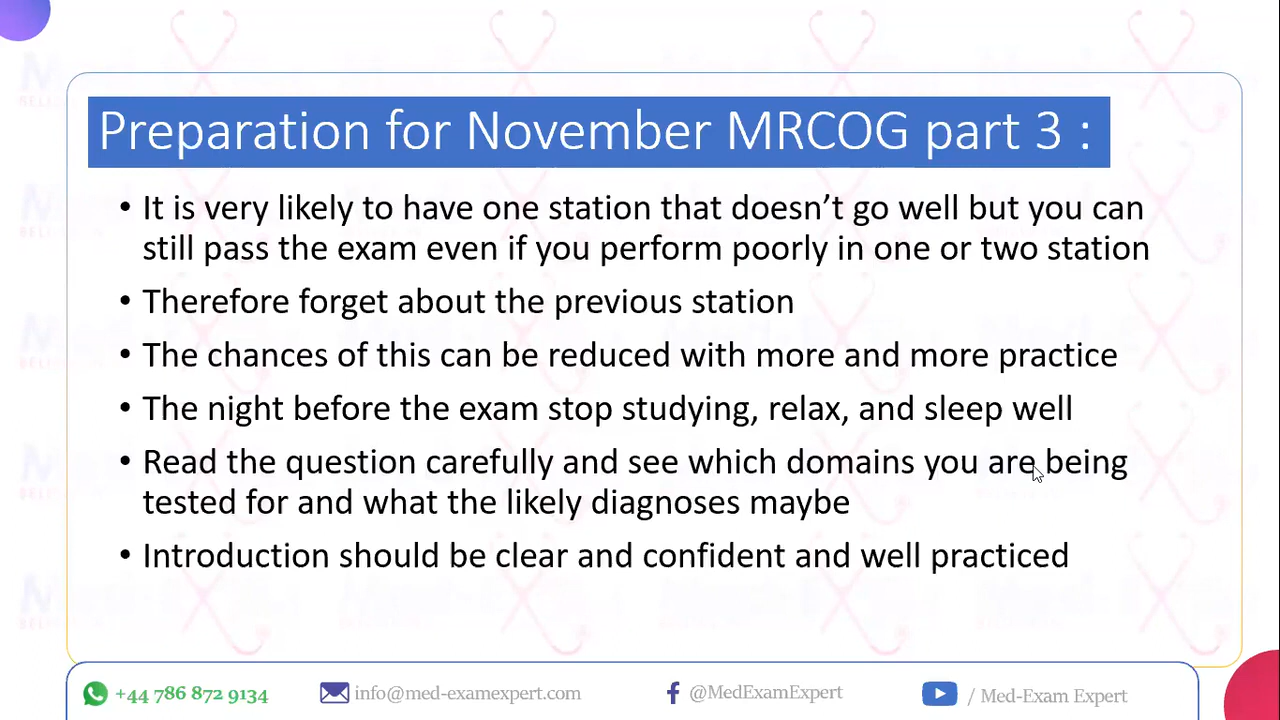 Preparation for November MRCOG part 3 :
• It is very likely to have one station that doesn’t go well but you can
still pass the exam even if you perform poorly in one or two station
• Therefore forget about the previous station
• The chances of this can be reduced with more and more practice
• The night before the exam stop studying, relax, and sleep well
• Read the question carefully and see which domains you are being
tested for and what the likely diagnoses maybe
• Introduction should be clear and confident and well practiced
+44 786 872 9134
info@med-examexpert.com
@MedExamExpert
/ Med-Exam Expert